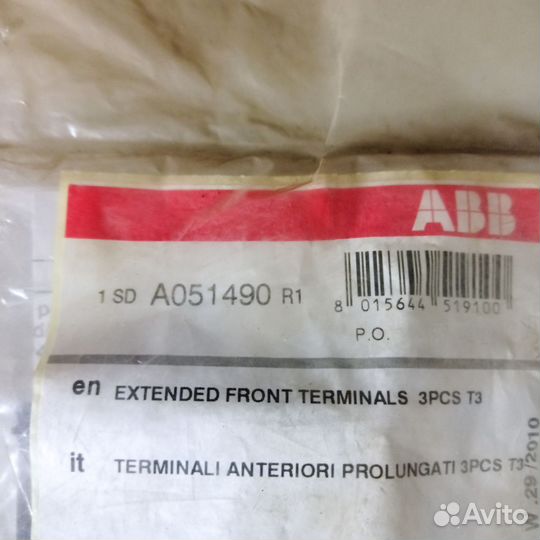 ABB
1 SD A051490 R1
8 015644 519100
P.O.
en EXTENDED FRONT TERMINALS 3PCS T3
it TERMINALI ANTERIORI PROLUNGATI 3PCS T3
W.29/2010
Avito